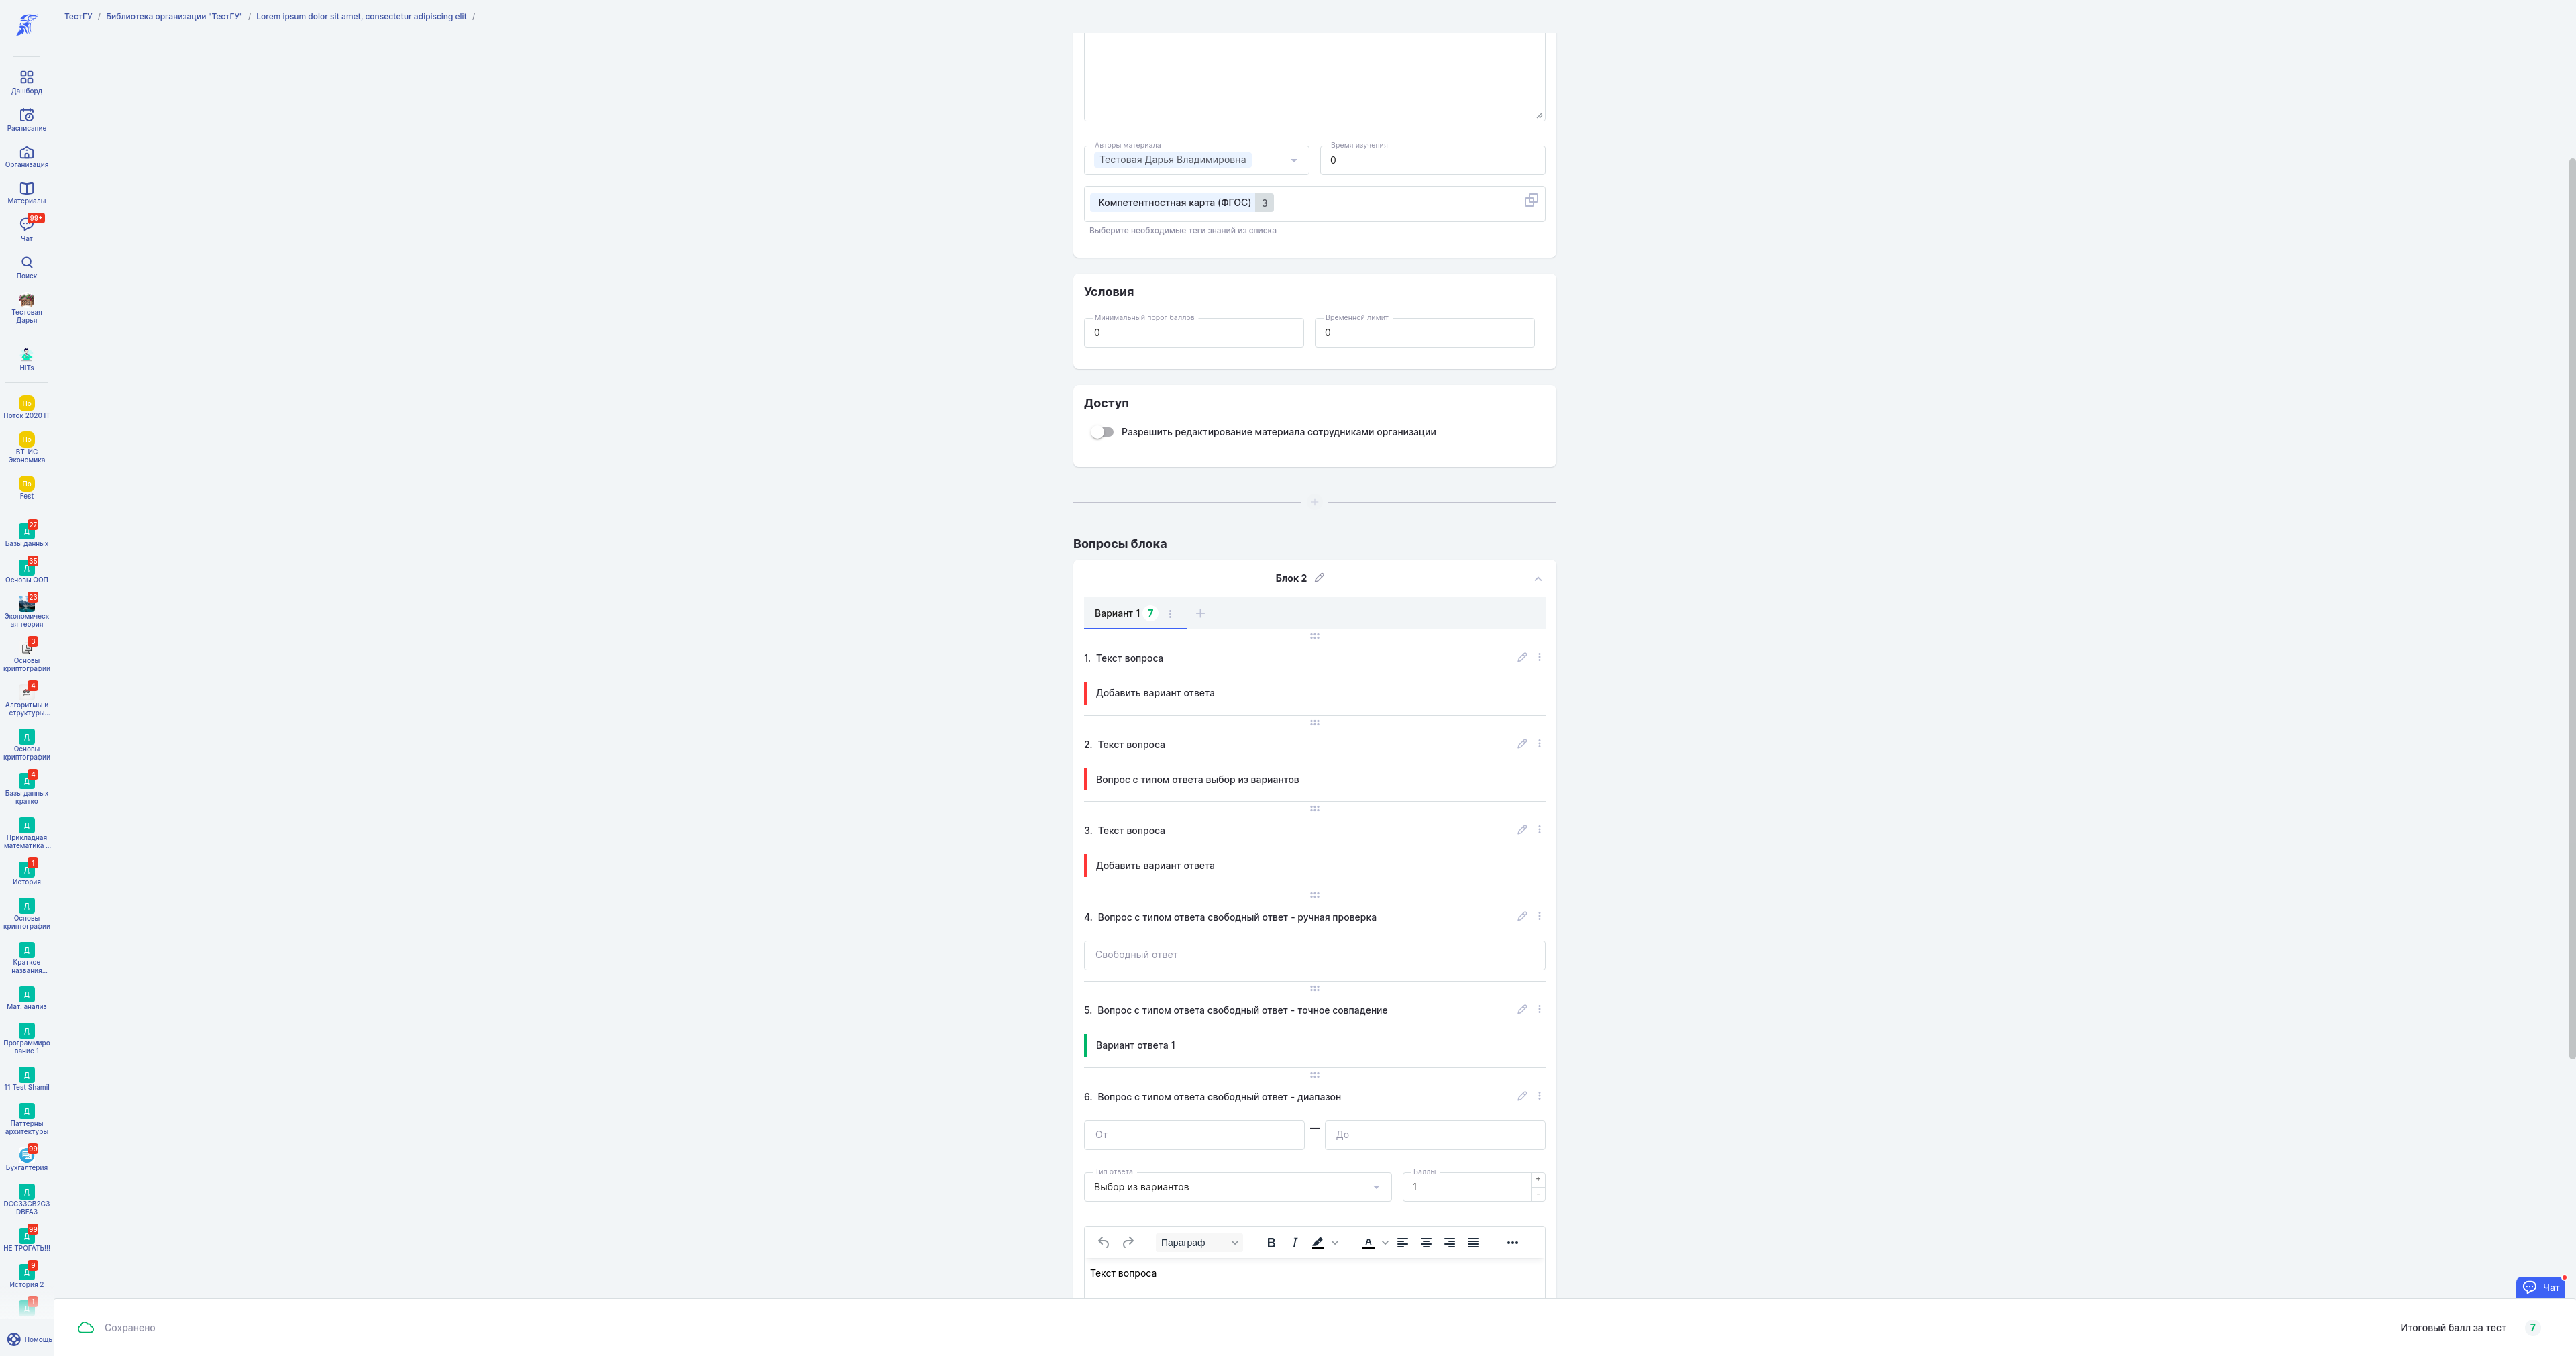 ТестГУ / Библиотека организации "ТестГУ" / Lorem ipsum dolor sit amet, consectetur adipiscing elit /
Дашборд
Расписание
Организация
Материалы
99+
Чат
Поиск
Тестовая
Дарья
HITs
По
Поток 2020 IT
По
ВТ-ИС
Экономика
По
Fest
27
Д
Базы данных
35
Д
Основы ООП
23
Экономическ
ая теория
3
Основы
криптографии
4
Алгоритмы и
структуры...
Д
Основы
криптографии
4
Д
Базы данных
кратко
Д
Прикладная
математика ...
1
Д
История
Д
Основы
криптографии
Д
Краткое
названия...
Д
Мат. анализ
Д
Программиро
вание 1
Д
11 Test Shamil
Д
Паттерны
архитектуры
99
Бухгалтерия
Д
DCC33GB2G3
DBFA3
99
Д
НЕ ТРОГАТЬ!!!
9
Д
История 2
1
Д
Помощь
Авторы материала
Тестовая Дарья Владимировна
Время изучения
0
Компетентностная карта (ФГОС) 3
Выберите необходимые теги знаний из списка
Условия
Минимальный порог баллов
0
Временной лимит
0
Доступ
Разрешить редактирование материала сотрудниками организации
Вопросы блока
Блок 2
Вариант 1 7
1. Текст вопроса
Добавить вариант ответа
2. Текст вопроса
Вопрос с типом ответа выбор из вариантов
3. Текст вопроса
Добавить вариант ответа
4. Вопрос с типом ответа свободный ответ - ручная проверка
Свободный ответ
5. Вопрос с типом ответа свободный ответ - точное совпадение
Вариант ответа 1
6. Вопрос с типом ответа свободный ответ - диапазон
От — До
Тип ответа
Выбор из вариантов
Баллы
1
+
-
Параграф B I A
Текст вопроса
Чат
Сохранено
Итоговый балл за тест 7